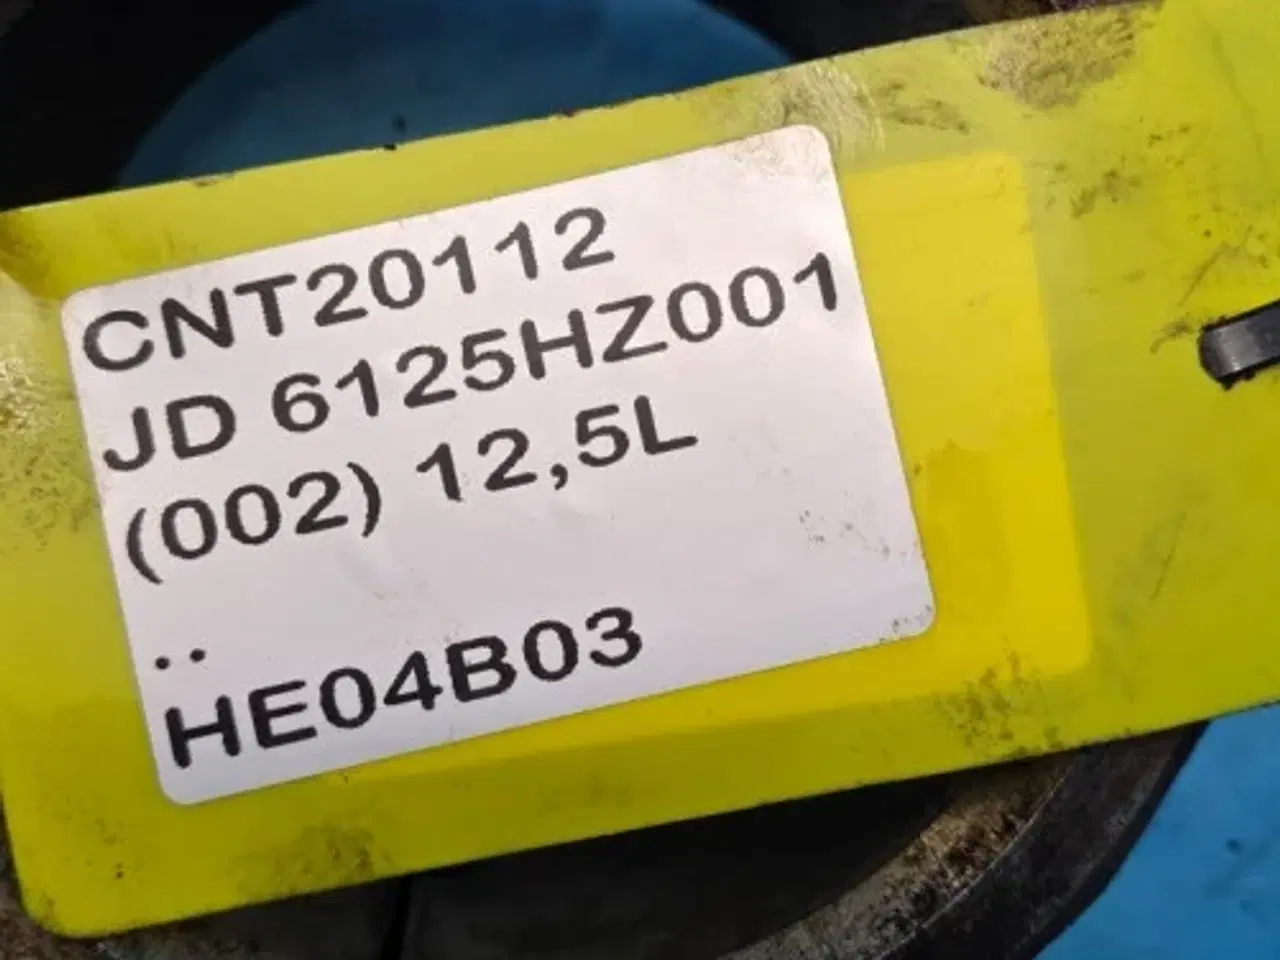 CNT20112
JD 6125HZ001
(002) 12,5L
..
HE04B03